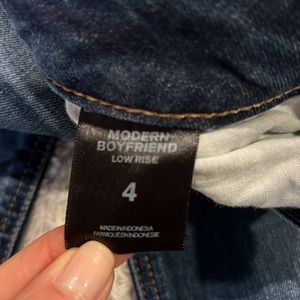 MODERN
BOYFRIEND
LOW RISE
4
MADE IN INDONESIA
FABRIQUÉ EN INDONÉSIE